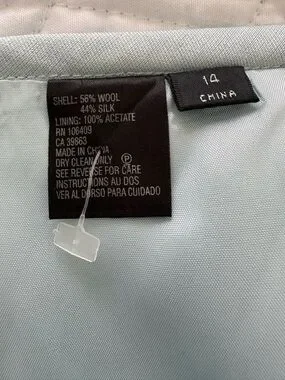 SHELL: 56% WOOL
44% SILK
LINING: 100% ACETATE
RN 106409
CA 39863
MADE IN CHINA
DRY CLEAN ONLY Ⓟ
SEE REVERSE FOR CARE
INSTRUCTIONS AU DOS
VER AL DORSO PARA CUIDADO
14
CHINA